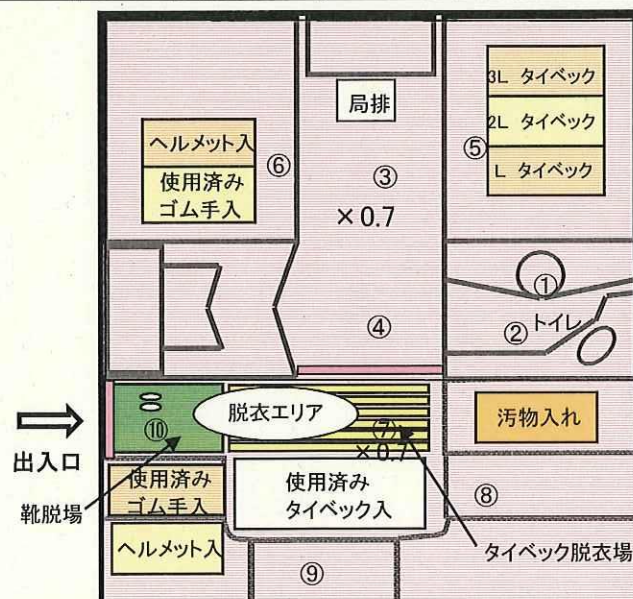 局排
3L タイベック
2L タイベック
L タイベック
⑤
ヘルメット入
使用済み
ゴム手入
⑥
③
×0.7
①
② トイレ
④
出入口
⑩
脱衣エリア
⑦
×0.7
汚物入れ
靴脱場
使用済み
ゴム手入
使用済み
タイベック入
⑧
ヘルメット入
タイベック脱衣場
⑨